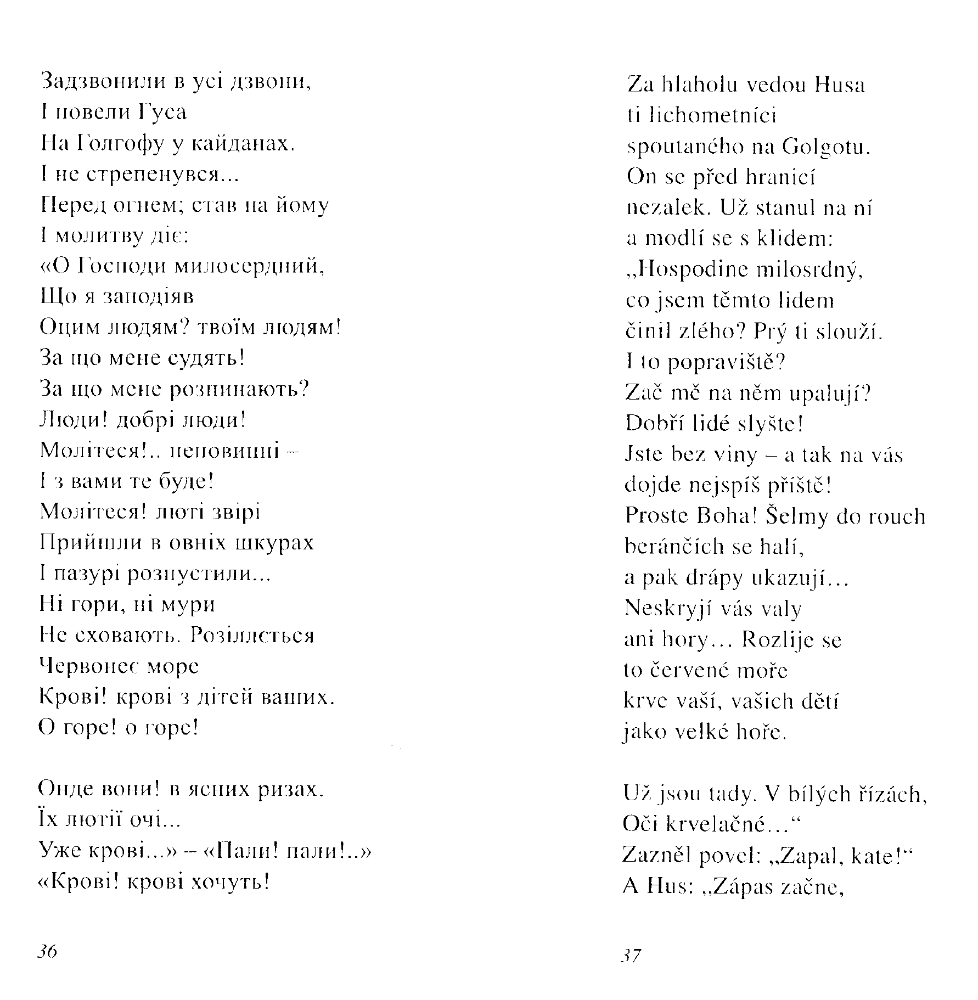 Задзвонили в усі дзвони,
І повели Гуса
На Голгофу у кайданах.
І не стрепенувся...
Перед огнем; став на йому
І молитву діє:
«О Господи милосердний,
Що я заподіяв
Оцим людям? твоїм людям!
За що мене судять!
За що мене розпинають?
Люди! добрі люди!
Молітеся!.. неповинні –
І з вами те буде!
Молітеся! люті звірі
Прийшли в овніх шкурах
І пазурі розпустили...
Ні гори, ні мури
Не сховають. Розіллється
Червонеє море
Крові! крові з дітей ваших.
О горе! о горе!
Онде вони! в ясних ризах.
Їх лютії очі...
Уже крові...» – «Пали! пали!..»
«Крові! крові хочуть!
36
Za hlaholu vedou Husa
ti lichometníci
spoutaného na Golgotu.
On se před hranicí
nezalek. Už stanul na ní
a modlí se s klidem:
„Hospodine milosrdný,
co jsem těmto lidem
činil zlého? Prý ti slouží.
I to popraviště?
Zač mě na něm upalují?
Dobří lidé slyšte!
Jste bez viny – a tak na vás
dojde nejspíš příště!
Proste Boha! Šelmy do rouch
beránčích se halí,
a pak drápy ukazují...
Neskryjí vás valy
ani hory... Rozlije se
to červené moře
krve vaší, vašich dětí
jako velké hoře.
Už jsou tady. V bílých řízách,
Oči krvelačné...“
Zazněl povel: „Zapal, kate!“
A Hus: „Zápas začne,
37